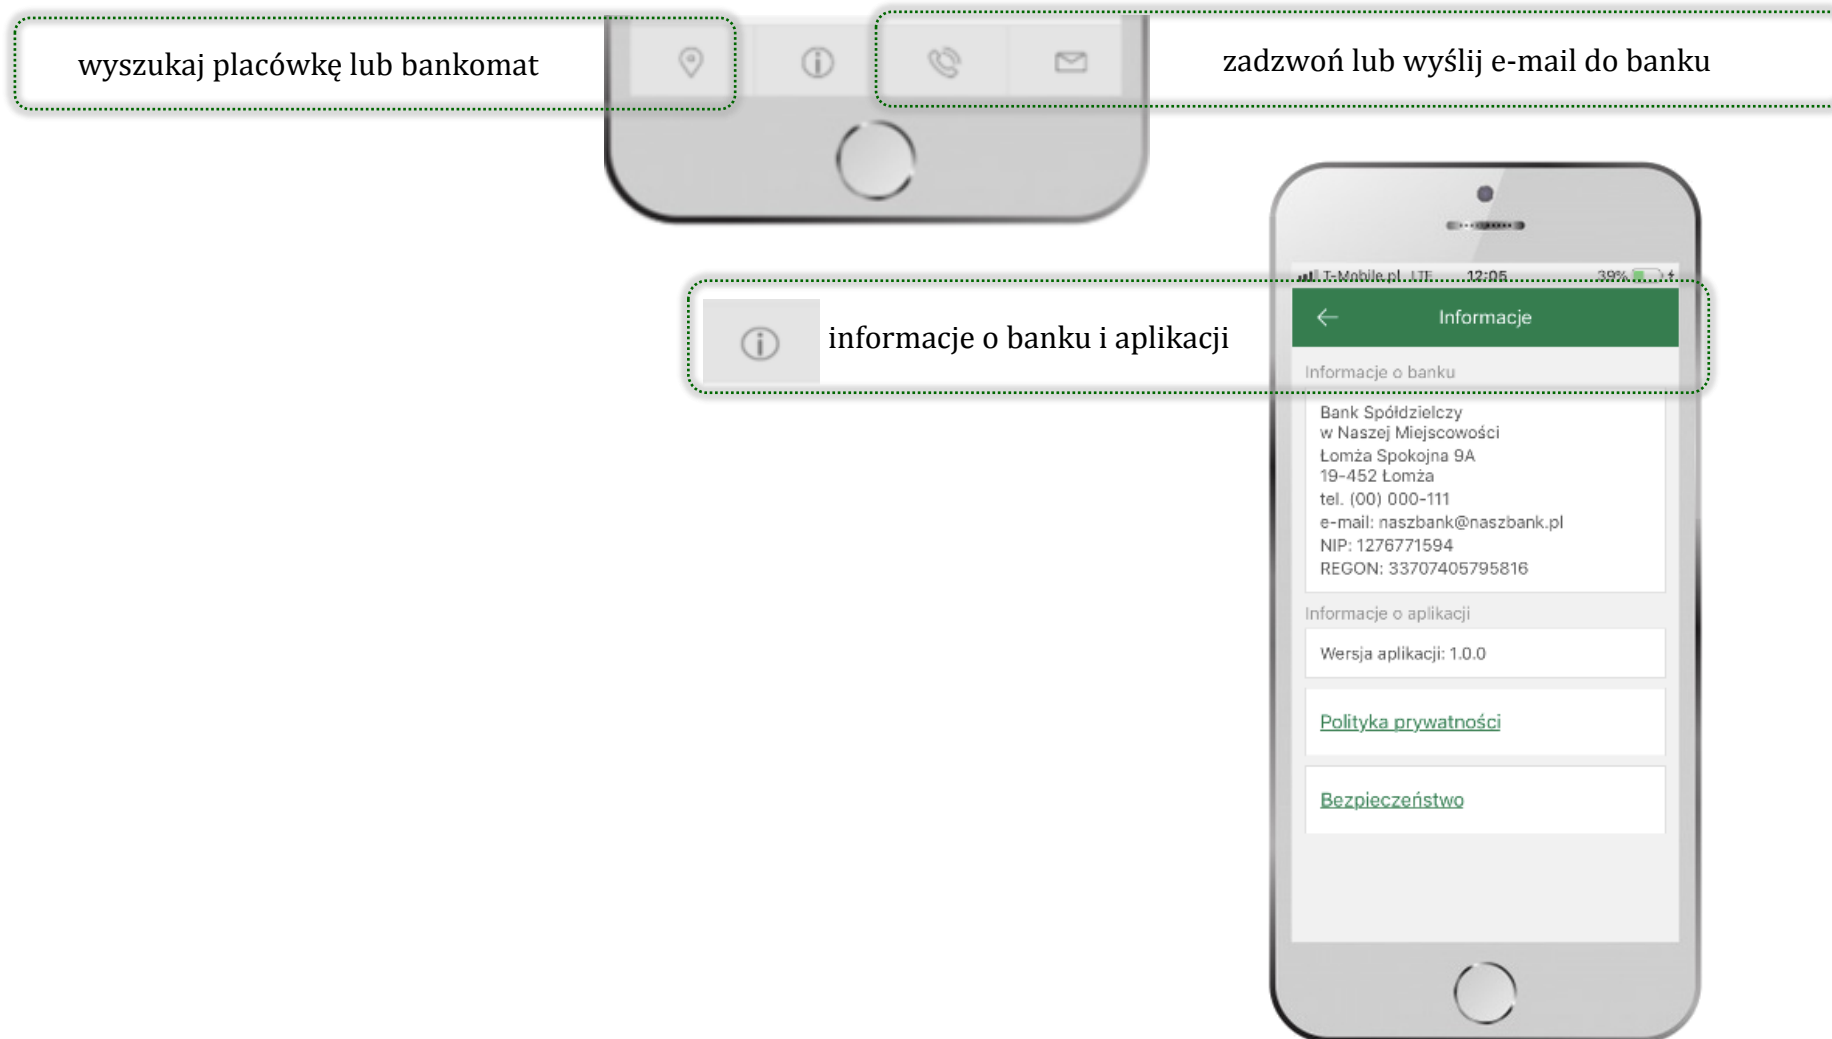 wyszukaj placówkę lub bankomat
zadzwoń lub wyślij e-mail do banku
T-Mobile.pl LTE 12:05 39%
informacje o banku i aplikacji
Informacje
Informacje o banku
Bank Spółdzielczy
w Naszej Miejscowości
Łomża Spokojna 9A
19-452 Łomża
tel. (00) 000-111
e-mail: naszbank@naszbank.pl
NIP: 1276771594
REGON: 33707405795816
Informacje o aplikacji
Wersja aplikacji: 1.0.0
Polityka prywatności
Bezpieczeństwo